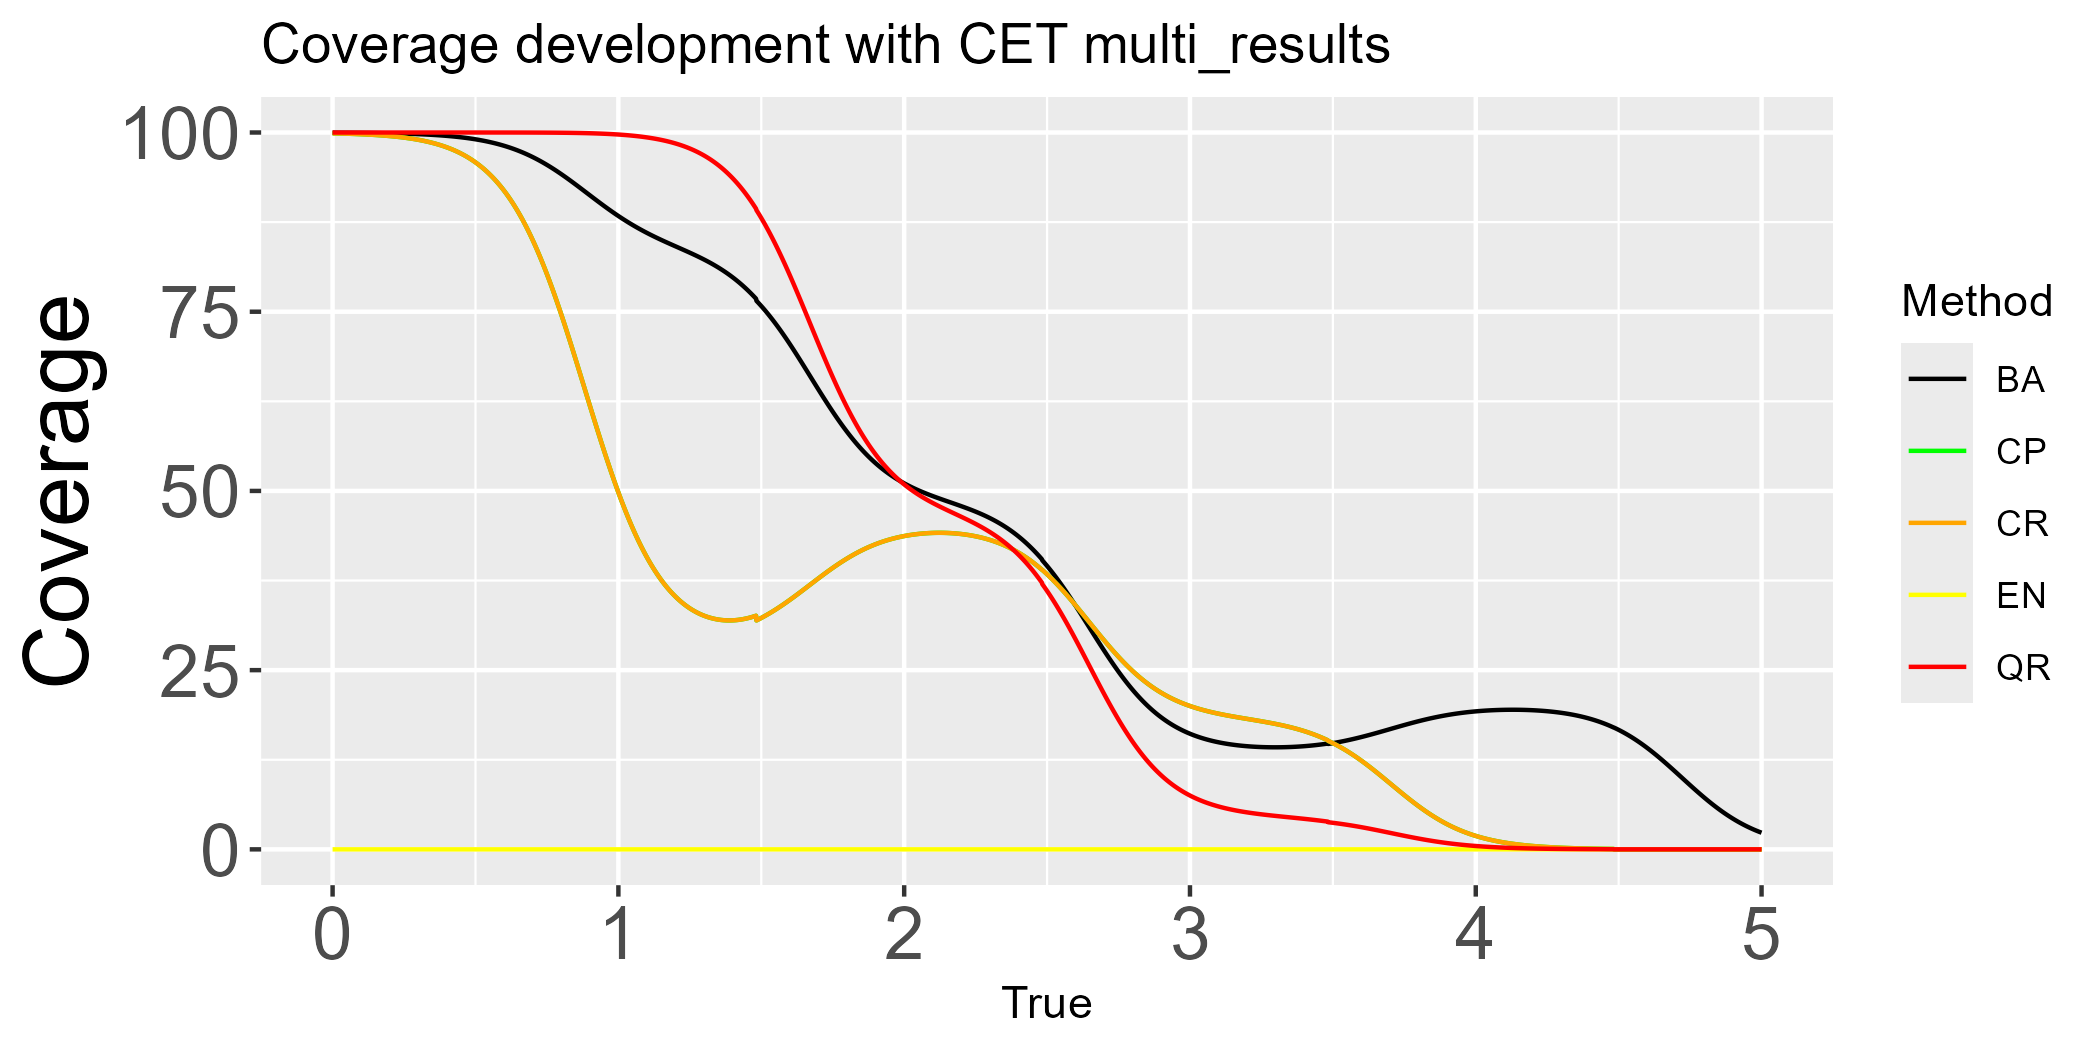 Coverage development with CET multi_results
Coverage
100
75
50
25
0
0 1 2 3 4 5
True
Method
BA
CP
CR
EN
QR